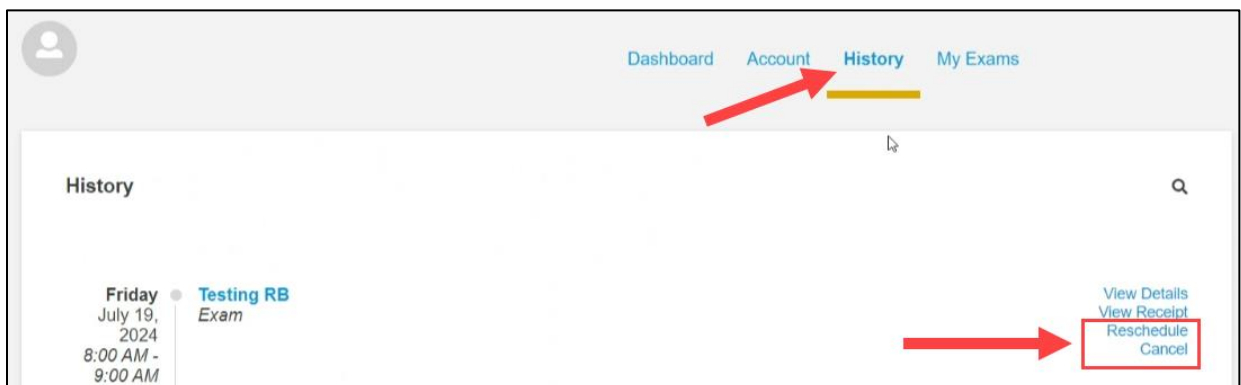 Dashboard Account History My Exams
History
Friday
July 19,
2024
8:00 AM -
9:00 AM
Testing RB
Exam
View Details
View Receipt
Reschedule
Cancel